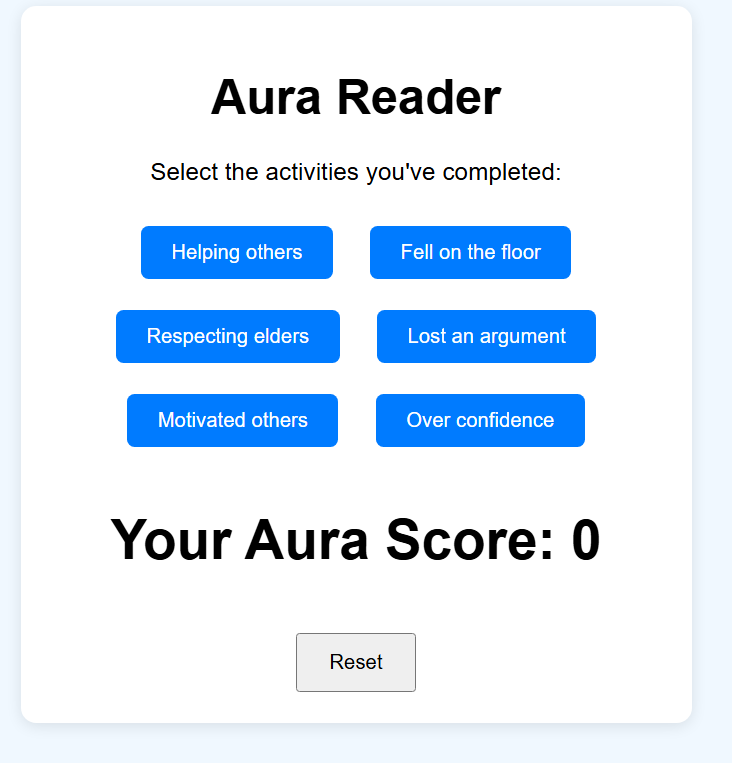 Aura Reader
Select the activities you've completed:
Helping others
Fell on the floor
Respecting elders
Lost an argument
Motivated others
Over confidence
Your Aura Score: 0
Reset